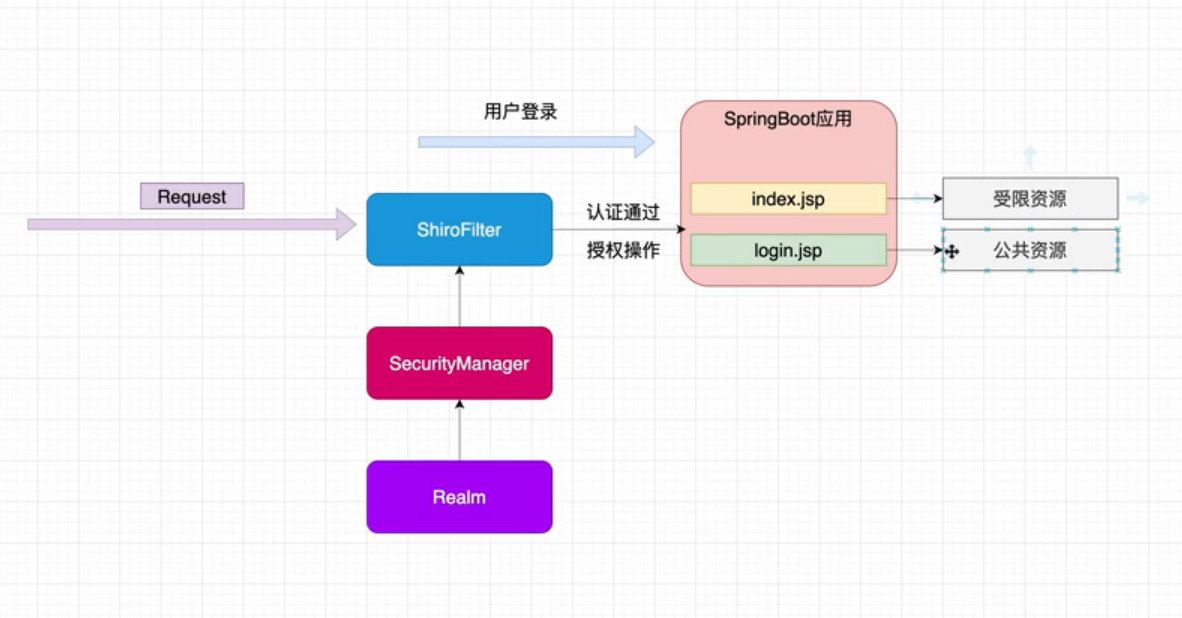 用户登录
SpringBoot应用
Request
index.jsp
受限资源
ShiroFilter
认证通过
授权操作
login.jsp
公共资源
SecurityManager
Realm